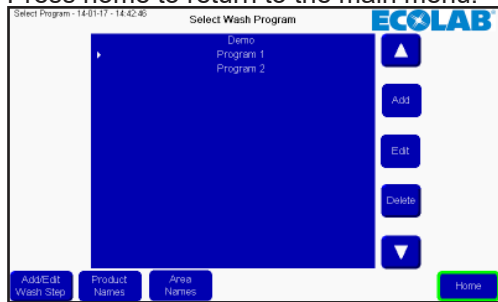 Press home to return to the main menu.
Select Program - 14-01-17 - 14:42:46
Select Wash Program
ECOLAB®
Demo
Program 1
Program 2
Add
Edit
Delete
Add/Edit
Wash Step
Product
Names
Area
Names
Home